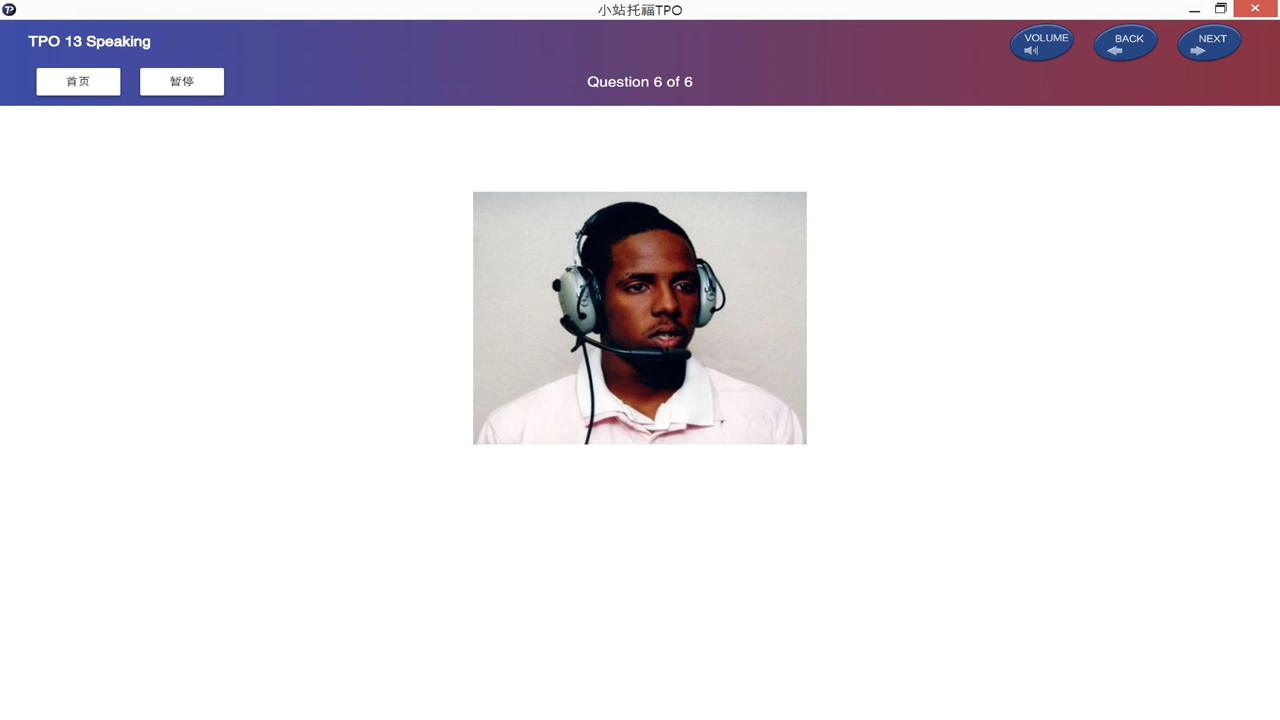 小站托福TPO
TPO 13 Speaking
VOLUME
BACK
NEXT
首页
暂停
Question 6 of 6